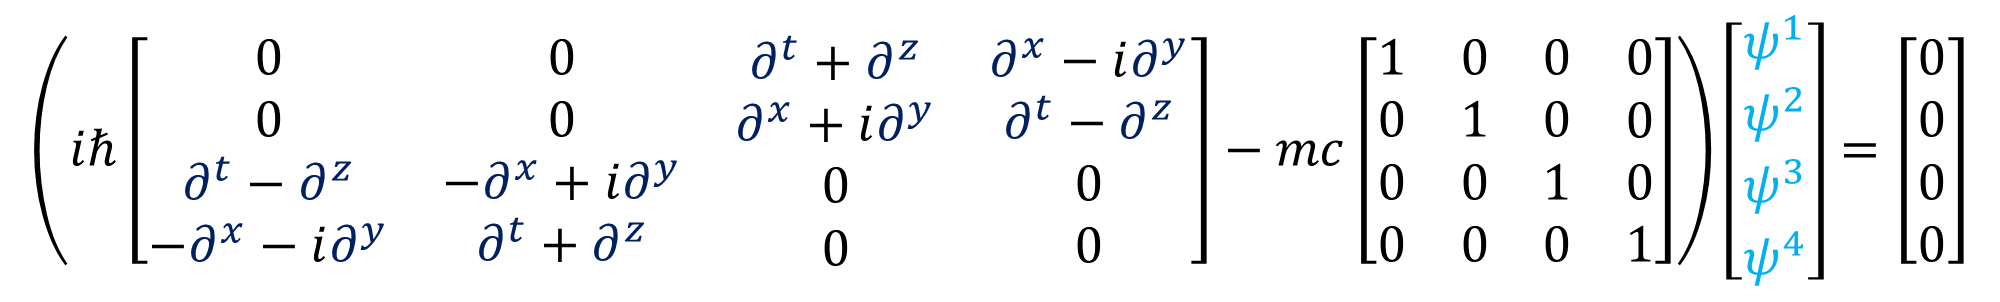 ( iħ [ 0 0 ∂ᵗ + ∂ᶻ ∂ˣ − i∂ʸ ] − mc [ 1 0 0 0 ] ) [ ψ¹ ] = [ 0 ]
0 0 ∂ˣ + i∂ʸ ∂ᵗ − ∂ᶻ 0 1 0 0 ψ² 0
∂ᵗ − ∂ᶻ −∂ˣ + i∂ʸ 0 0 0 0 1 0 ψ³ 0
−∂ˣ − i∂ʸ ∂ᵗ + ∂ᶻ 0 0 0 0 0 1 ψ⁴ 0